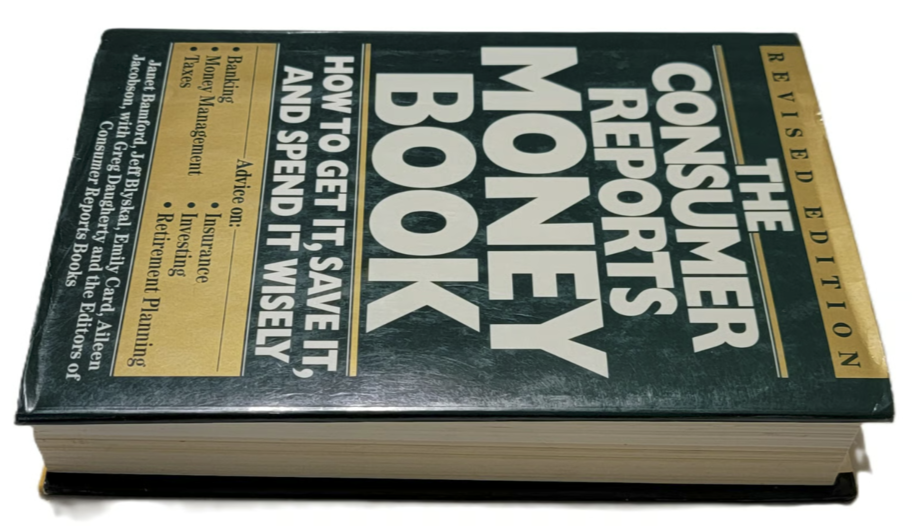 REVISED EDITION
THE
CONSUMER
REPORTS
MONEY
BOOK
HOW TO GET IT, SAVE IT,
AND SPEND IT WISELY
Advice on:
• Banking
• Money Management
• Taxes
• Insurance
• Investing
• Retirement Planning
Janet Bamford, Jeff Blyskal, Emily Card, Aileen
Jacobson, with Greg Daugherty and the Editors of
Consumer Reports Books